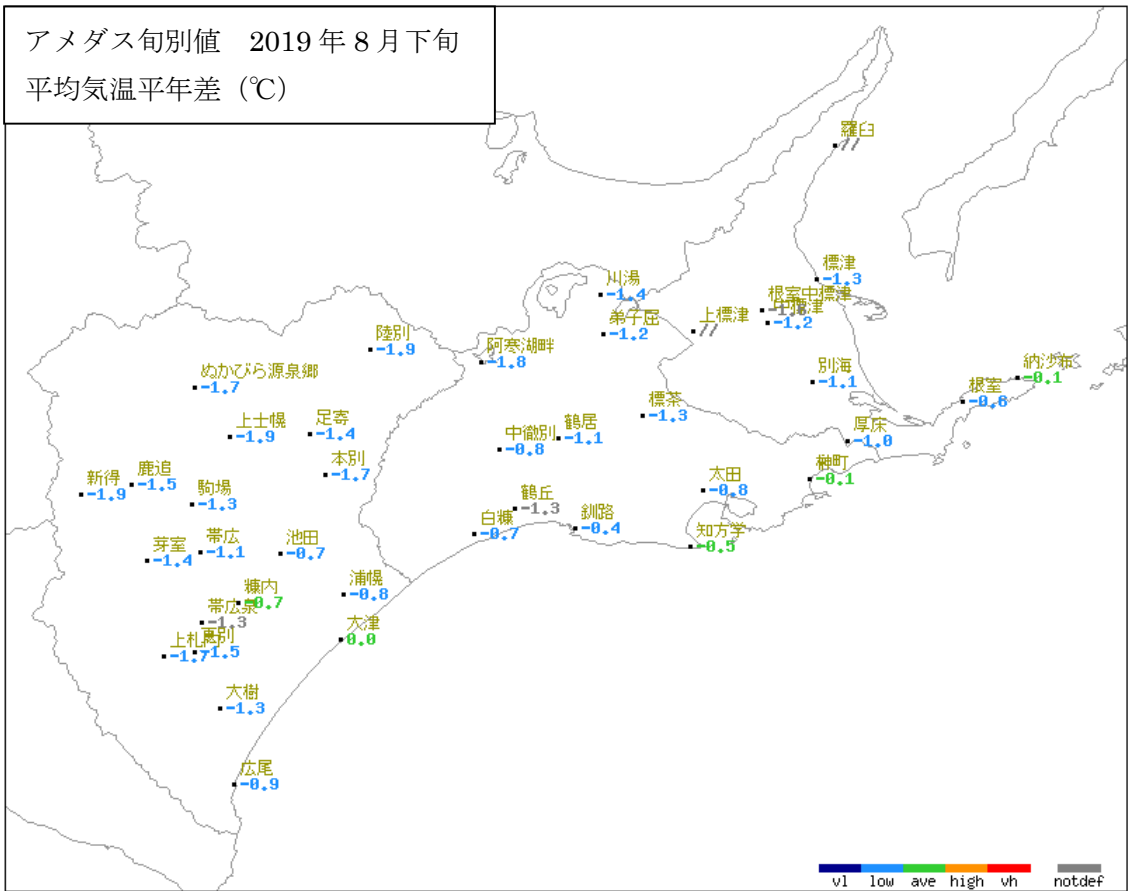 アメダス旬別値 2019年8月下旬
平均気温平年差（℃）
羅臼
//
標津
-1.3
川湯
-1.4
根室中標津
中標津
-1.2
上標津
//
弟子屈
-1.2
陸別
-1.9
阿寒湖畔
-1.8
ぬかびら源泉郷
-1.7
別海
-1.1
納沙布
-0.1
根室
標茶
-1.3
上士幌
-1.9
足寄
-1.4
中徹別
-0.8
鶴居
-1.1
厚床
-1.0
本別
-1.7
新得
-1.9
鹿追
-1.5
駒場
-1.3
太田
-0.8
榊町
-0.1
鶴丘
-1.3
白糠
-0.7
釧路
-0.4
知方学
-0.5
芽室
-1.4
帯広
-1.1
池田
-0.7
浦幌
-0.8
糠内
-0.7
帯広泉
-1.3
大津
0.0
上札
-1.7
更別
-1.5
大樹
-1.3
広尾
-0.9
vl low ave high vh notdef